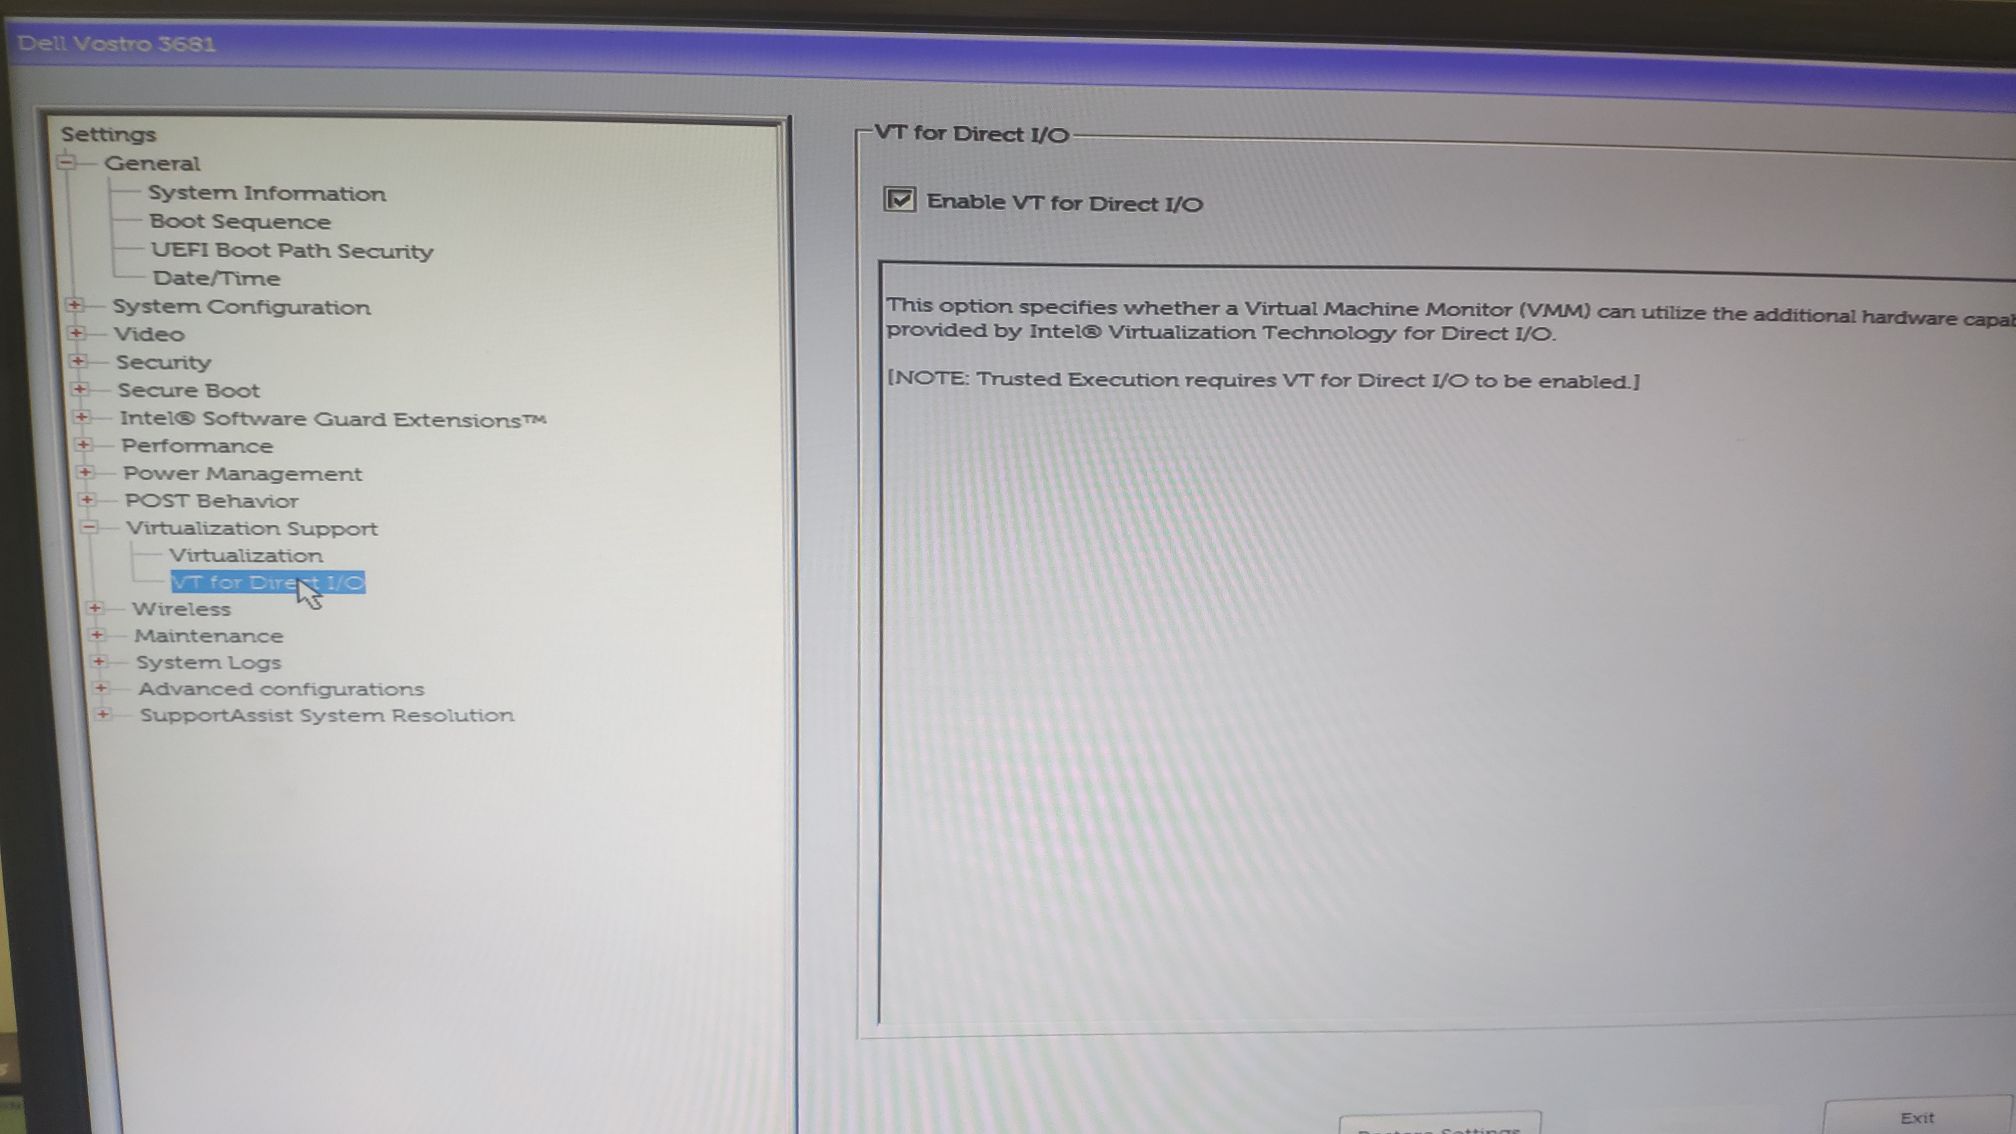 Dell Vostro 3681
Settings
General
System Information
Boot Sequence
UEFI Boot Path Security
Date/Time
System Configuration
Video
Security
Secure Boot
Intel® Software Guard Extensions™
Performance
Power Management
POST Behavior
Virtualization Support
Virtualization
VT for Direct I/O
Wireless
Maintenance
System Logs
Advanced configurations
SupportAssist System Resolution
VT for Direct I/O
Enable VT for Direct I/O
This option specifies whether a Virtual Machine Monitor (VMM) can utilize the additional hardware capab
provided by Intel® Virtualization Technology for Direct I/O.
[NOTE: Trusted Execution requires VT for Direct I/O to be enabled.]
Settings
Exit